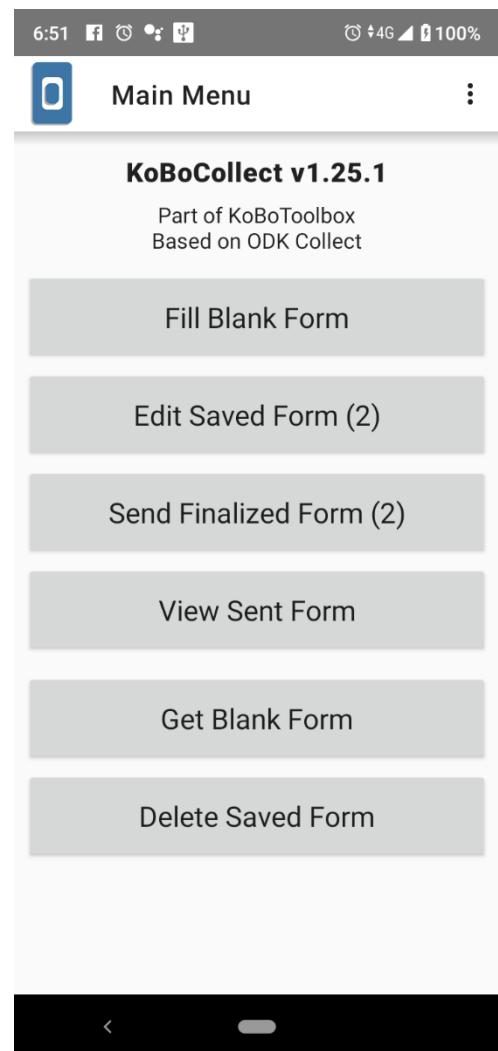 6:51 4G 100%
Main Menu
KoBoCollect v1.25.1
Part of KoBoToolbox
Based on ODK Collect
Fill Blank Form
Edit Saved Form (2)
Send Finalized Form (2)
View Sent Form
Get Blank Form
Delete Saved Form